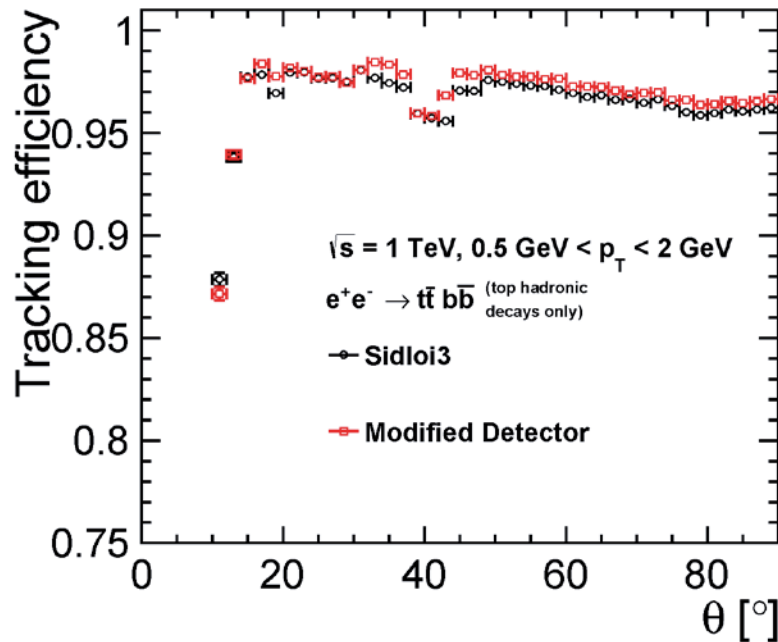 Tracking efficiency
1
0.95
0.9
0.85
0.8
0.75
√s = 1 TeV, 0.5 GeV < p_T < 2 GeV
e⁺e⁻ → tt̄ bb̄ (top hadronic
decays only)
Sidloi3
Modified Detector
0 20 40 60 80
θ [°]